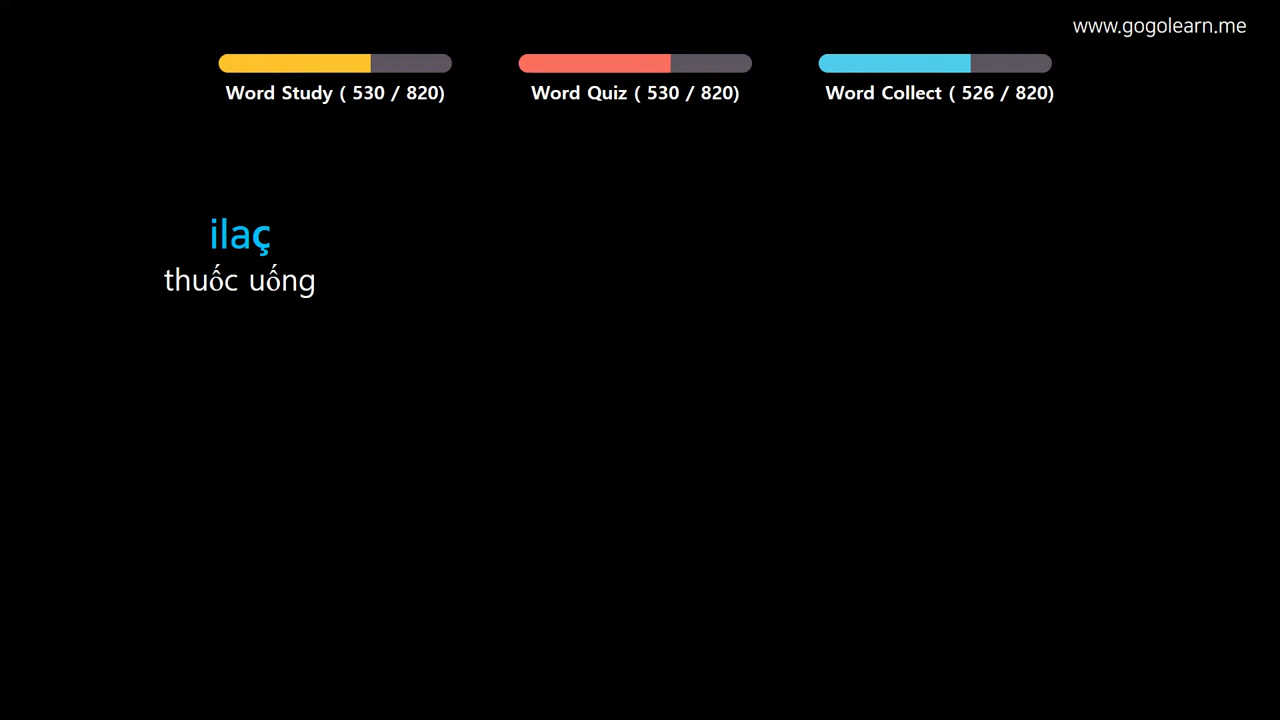 www.gogolearn.me
Word Study ( 530 / 820)
Word Quiz ( 530 / 820)
Word Collect ( 526 / 820)
ilaç
thuốc uống